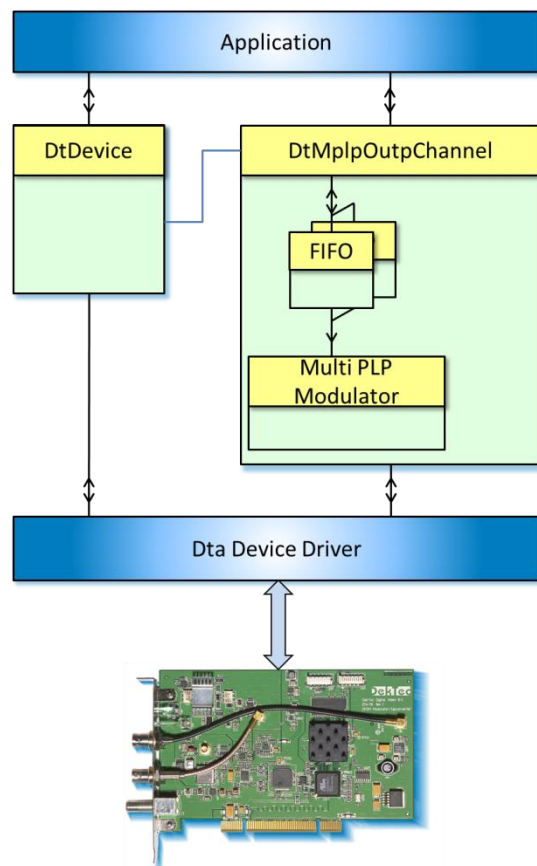 Application
DtDevice
DtMplpOutpChannel
FIFO
Multi PLP
Modulator
Dta Device Driver
DekTec